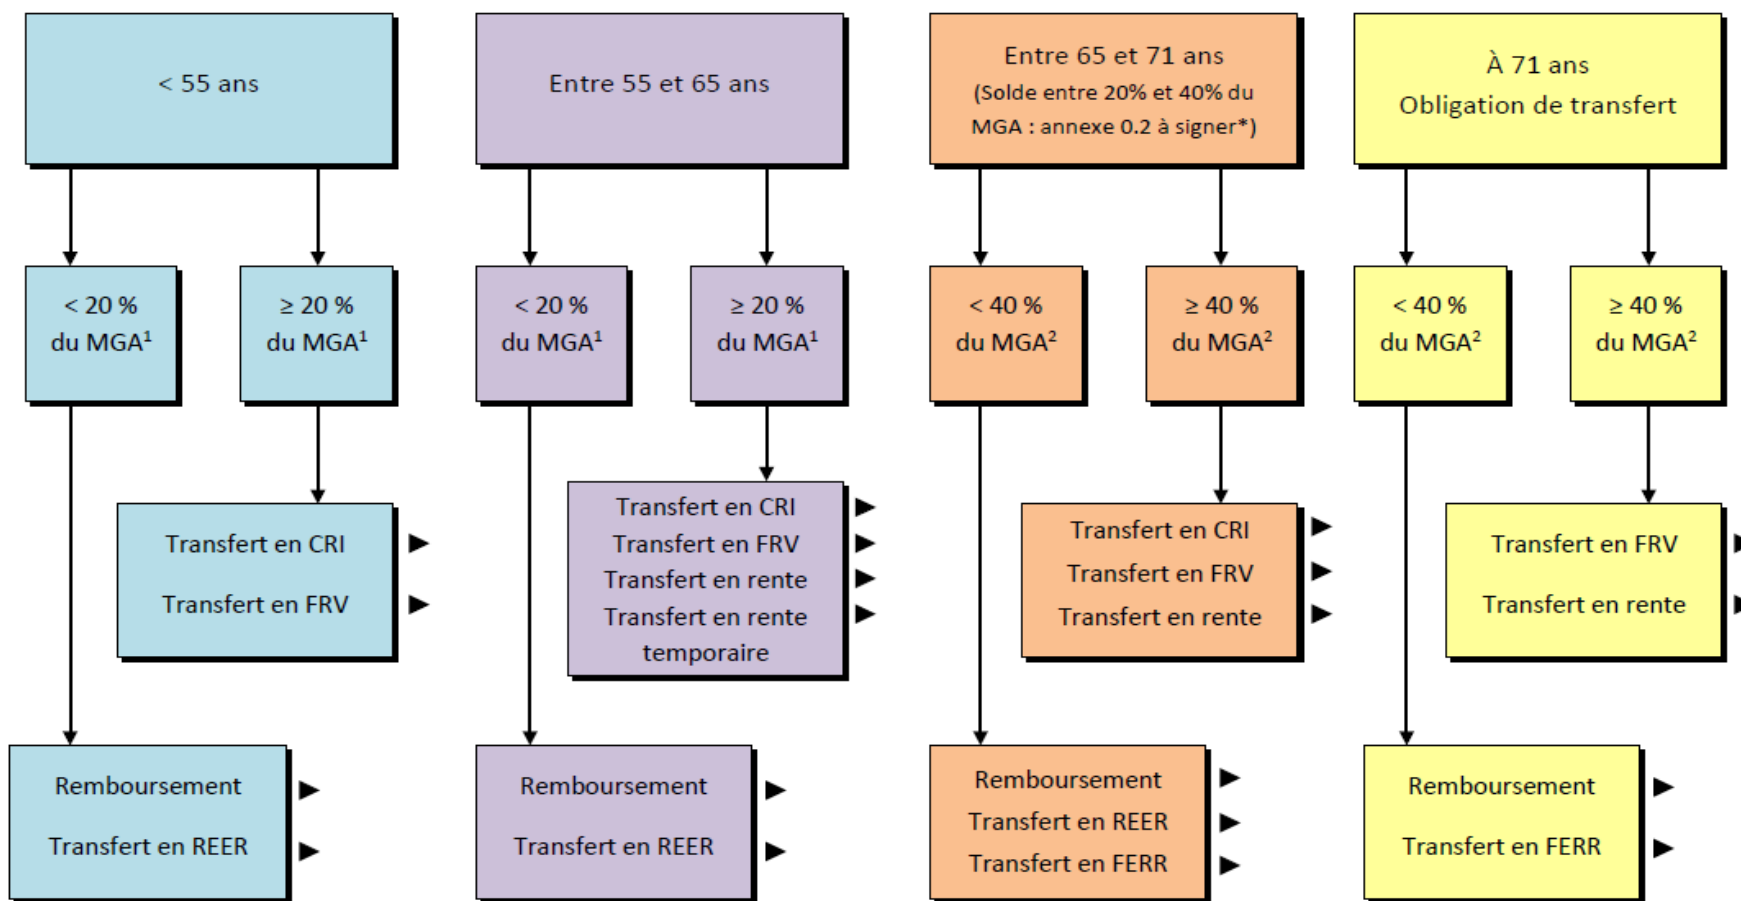 < 55 ans
Entre 55 et 65 ans
Entre 65 et 71 ans
(Solde entre 20% et 40% du
MGA : annexe 0.2 à signer*)
À 71 ans
Obligation de transfert
< 20 %
du MGA¹
≥ 20 %
du MGA¹
< 20 %
du MGA¹
≥ 20 %
du MGA¹
< 40 %
du MGA²
≥ 40 %
du MGA²
< 40 %
du MGA²
≥ 40 %
du MGA²
Transfert en CRI
Transfert en FRV
Transfert en CRI
Transfert en FRV
Transfert en rente
Transfert en rente
temporaire
Transfert en CRI
Transfert en FRV
Transfert en rente
Transfert en FRV
Transfert en rente
Remboursement
Transfert en REER
Remboursement
Transfert en REER
Remboursement
Transfert en REER
Transfert en FERR
Remboursement
Transfert en FERR